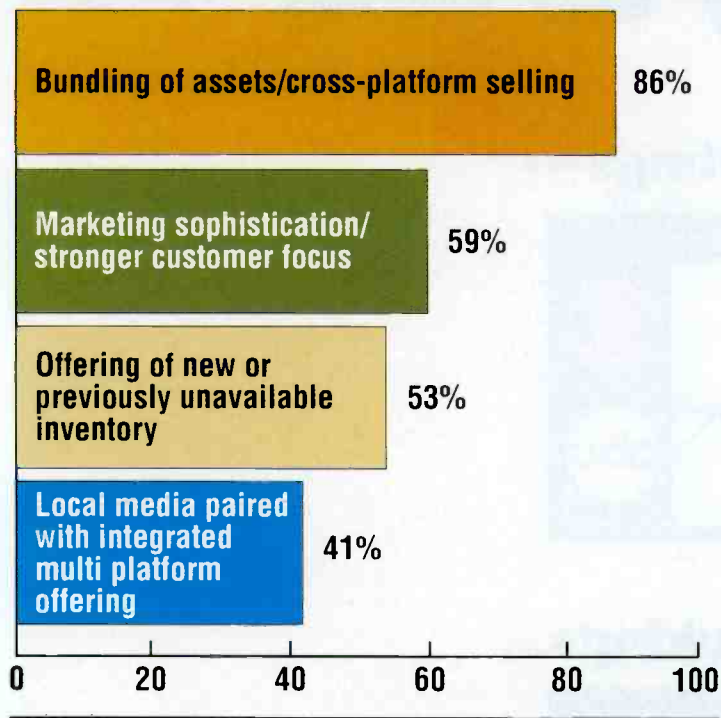 Bundling of assets/cross-platform selling 86%
Marketing sophistication/
stronger customer focus
59%
Offering of new or
previously unavailable
inventory
53%
Local media paired
with integrated
multi platform
offering
41%
0 20 40 60 80 100